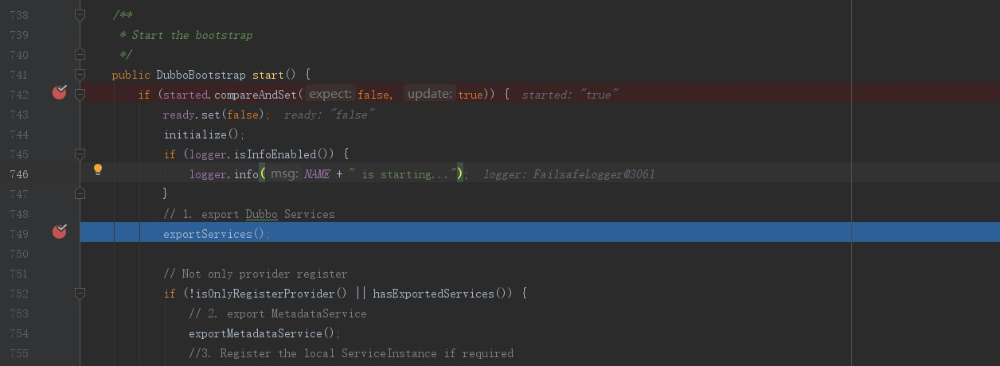 738 /**
739 * Start the bootstrap
740 */
741 public DubboBootstrap start() {
742 if (started.compareAndSet( expect: false, update: true)) { started: "true"
743 ready.set(false); ready: "false"
744 initialize();
745 if (logger.isInfoEnabled()) {
746 logger.info( msg: NAME + " is starting..."); logger: FailsafeLogger@3061
747 }
748 // 1. export Dubbo Services
749 exportServices();
750
751 // Not only provider register
752 if (!isOnlyRegisterProvider() || hasExportedServices()) {
753 // 2. export MetadataService
754 exportMetadataService();
755 //3. Register the local ServiceInstance if required